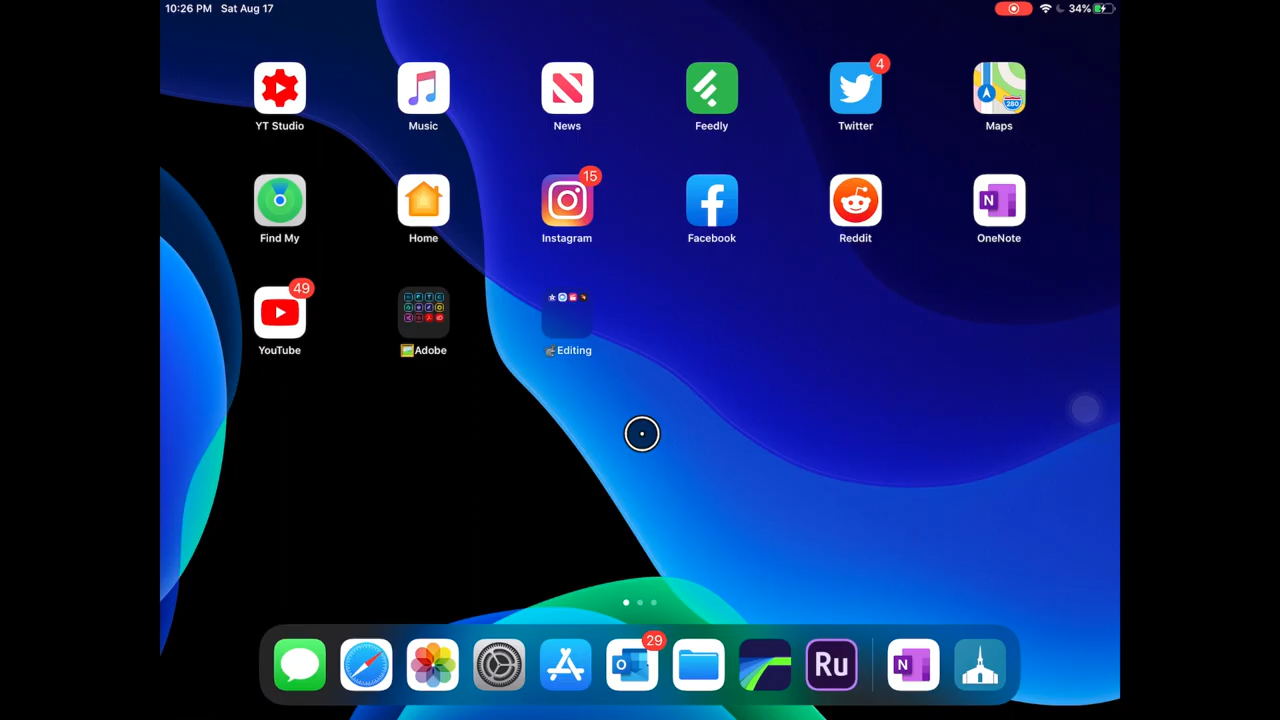 10:26 PM Sat Aug 17 34%
4
YT Studio Music News Feedly Twitter Maps
280
15
N
Find My Home Instagram Facebook Reddit OneNote
49
YouTube Adobe Editing
29
O Ru N